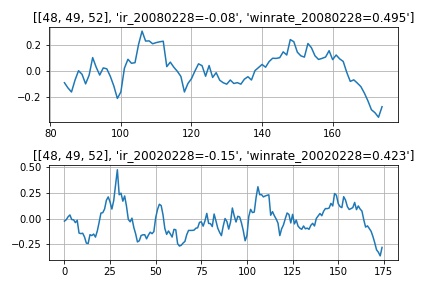 [[48, 49, 52], 'ir_20080228=-0.08', 'winrate_20080228=0.495']
0.2
0.0
−0.2
80 100 120 140 160
[[48, 49, 52], 'ir_20020228=-0.15', 'winrate_20020228=0.423']
0.50
0.25
0.00
−0.25
0 25 50 75 100 125 150 175